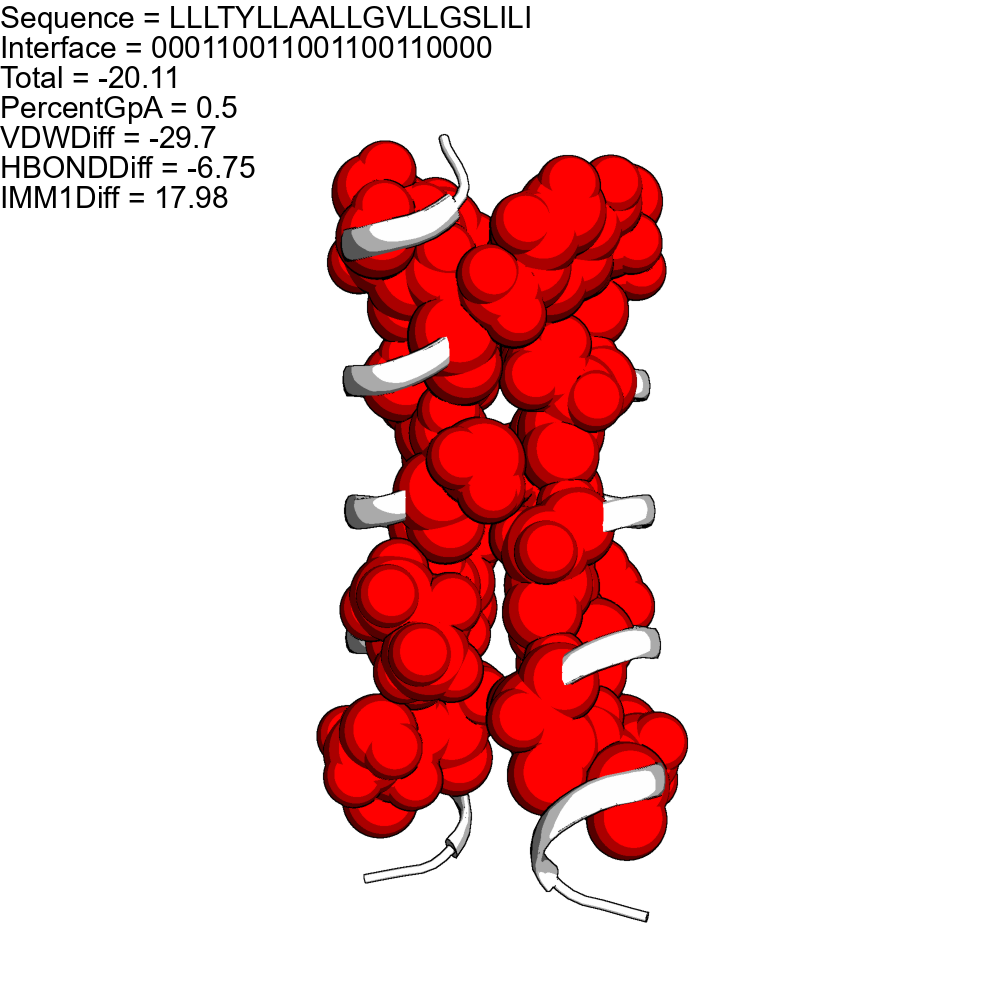 Sequence = LLLTYLLAALLGVLLGSLILI
Interface = 000110011001100110000
Total = -20.11
PercentGpA = 0.5
VDWDiff = -29.7
HBONDDiff = -6.75
IMM1Diff = 17.98